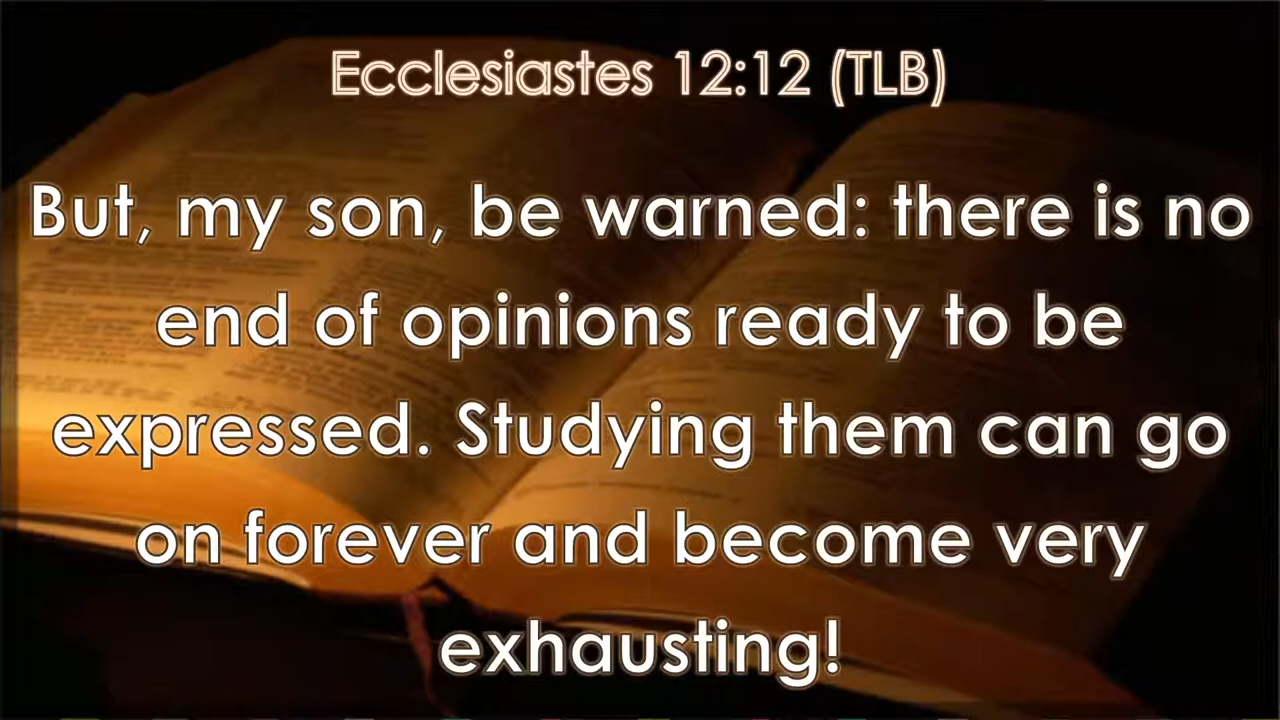 Ecclesiastes 12:12 (TLB)
But, my son, be warned: there is no
end of opinions ready to be
expressed. Studying them can go
on forever and become very
exhausting!